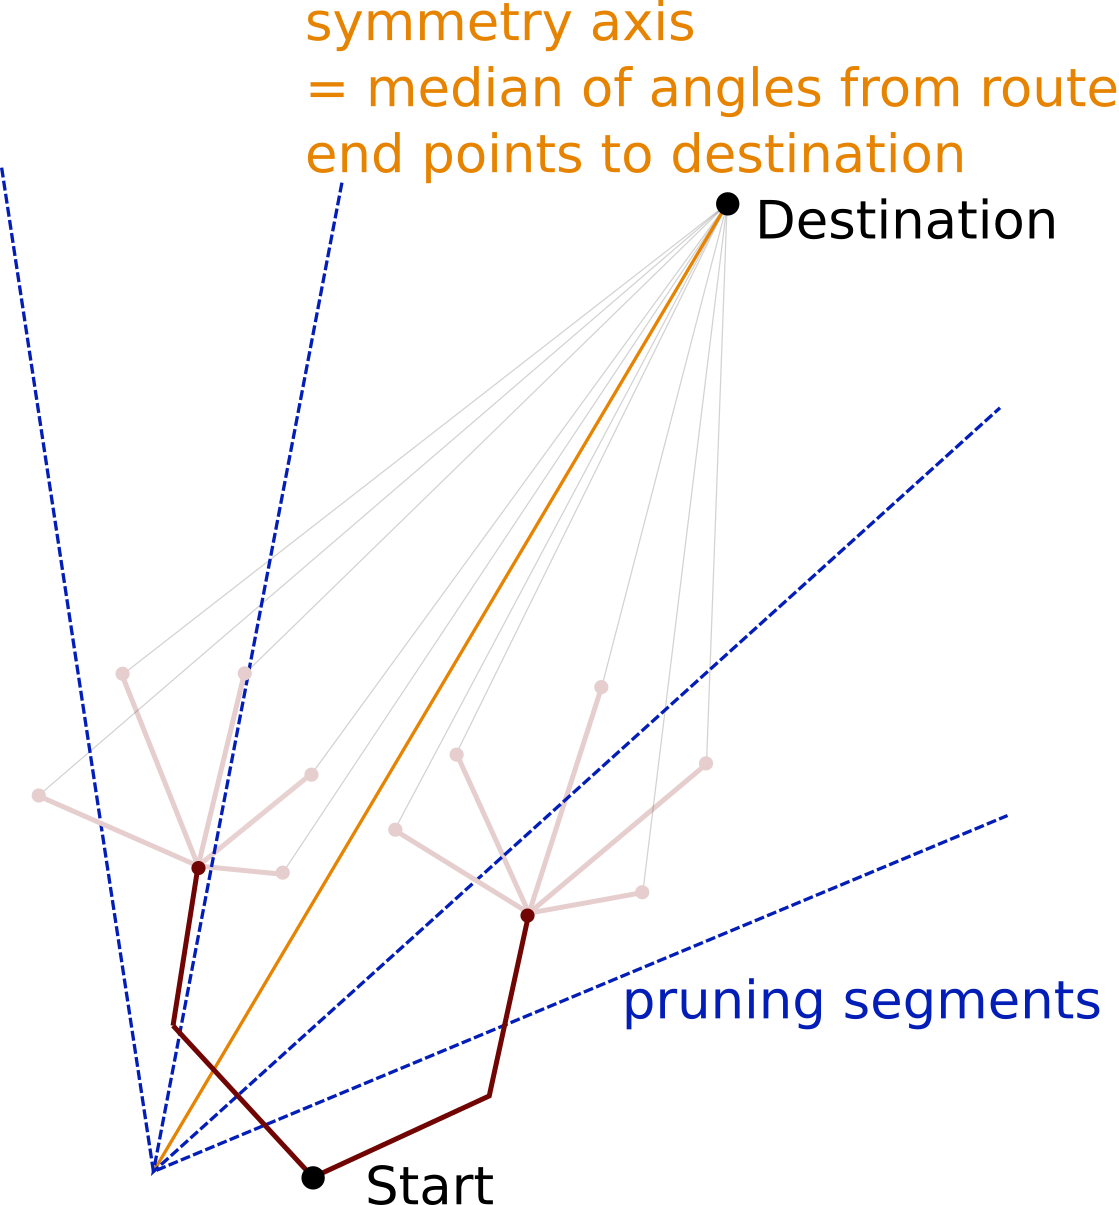 symmetry axis
= median of angles from route
end points to destination
Destination
pruning segments
Start